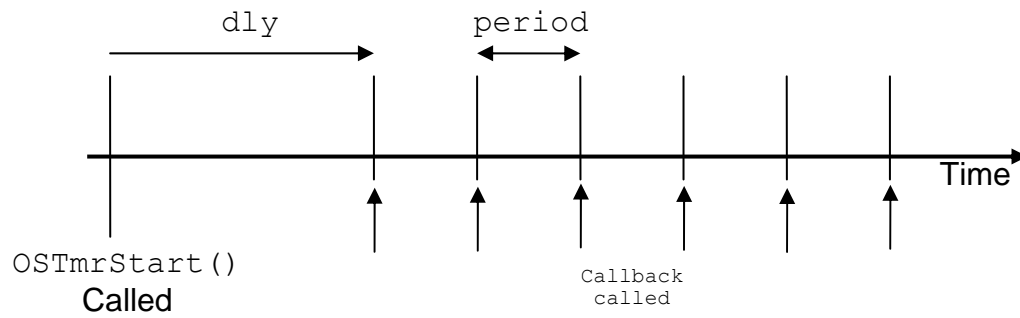 dly
period
Time
OSTmrStart()
Called
Callback
called